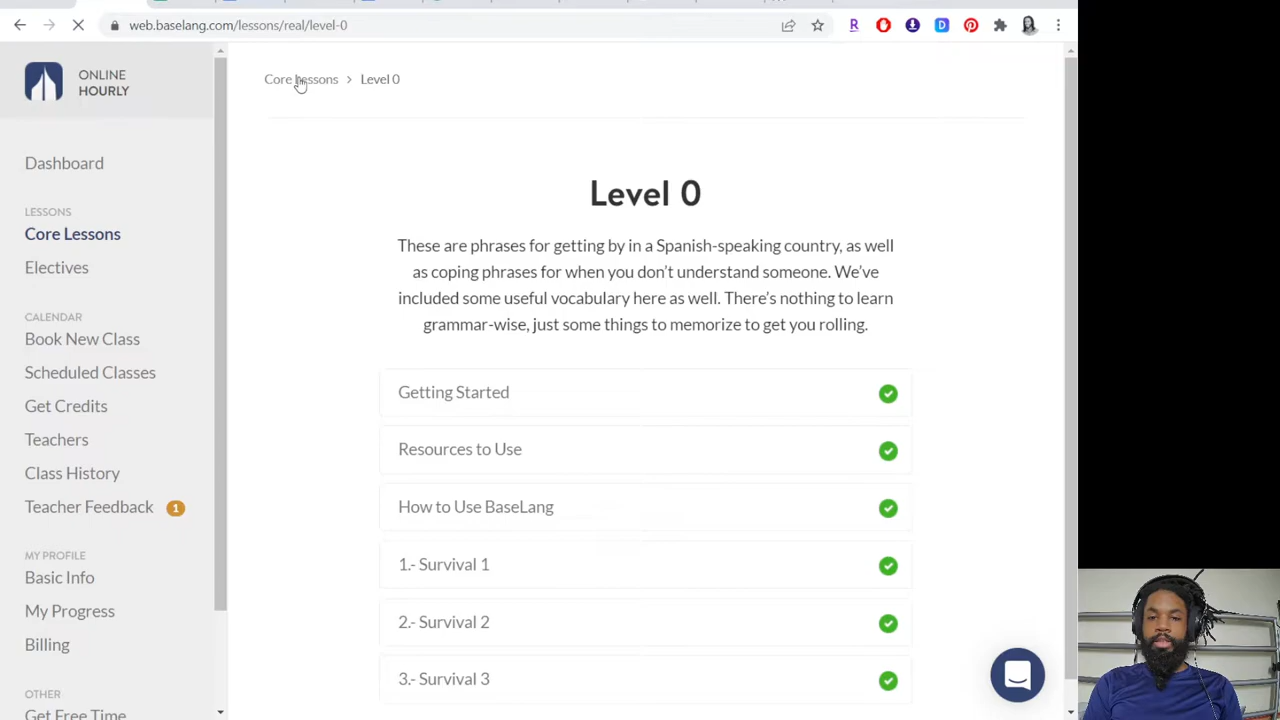 web.baselang.com/lessons/real/level-0
ONLINE
HOURLY
Core Lessons > Level 0
Dashboard
LESSONS
Core Lessons
Electives
CALENDAR
Book New Class
Scheduled Classes
Get Credits
Teachers
Class History
Teacher Feedback 1
MY PROFILE
Basic Info
My Progress
Billing
OTHER
Get Free Time
Level 0
These are phrases for getting by in a Spanish-speaking country, as well
as coping phrases for when you don't understand someone. We've
included some useful vocabulary here as well. There's nothing to learn
grammar-wise, just some things to memorize to get you rolling.
Getting Started
Resources to Use
How to Use BaseLang
1.- Survival 1
2.- Survival 2
3.- Survival 3